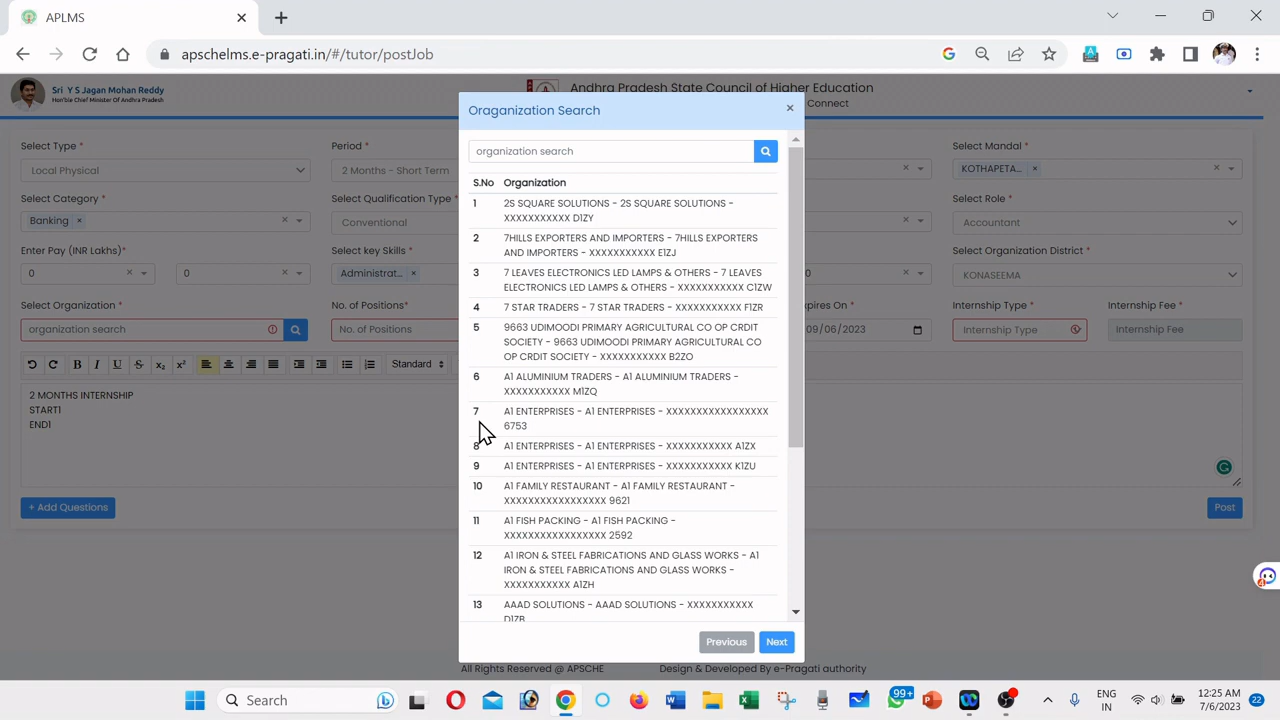 APLMS
apschelms.e-pragati.in/#/tutor/postJob
Sri Y S Jagan Mohan Reddy
Hon'ble Chief Minister Of Andhra Pradesh
Andhra Pradesh State Council of Higher Education
Connect
Oraganization Search
×
organization search
S.No Organization
1 2S SQUARE SOLUTIONS - 2S SQUARE SOLUTIONS -
XXXXXXXXXXX D1ZY
2 7HILLS EXPORTERS AND IMPORTERS - 7HILLS EXPORTERS
AND IMPORTERS - XXXXXXXXXXX E1ZJ
3 7 LEAVES ELECTRONICS LED LAMPS & OTHERS - 7 LEAVES
ELECTRONICS LED LAMPS & OTHERS - XXXXXXXXXXX C1ZW
4 7 STAR TRADERS - 7 STAR TRADERS - XXXXXXXXXXX F1ZR
5 9663 UDIMOODI PRIMARY AGRICULTURAL CO OP CRDIT
SOCIETY - 9663 UDIMOODI PRIMARY AGRICULTURAL CO
OP CRDIT SOCIETY - XXXXXXXXXXX B2ZO
6 A1 ALUMINIUM TRADERS - A1 ALUMINIUM TRADERS -
XXXXXXXXXXX M1ZQ
7 A1 ENTERPRISES - A1 ENTERPRISES - XXXXXXXXXXXXXXXXX
6753
8 A1 ENTERPRISES - A1 ENTERPRISES - XXXXXXXXXXX A1ZX
9 A1 ENTERPRISES - A1 ENTERPRISES - XXXXXXXXXXX K1ZU
10 A1 FAMILY RESTAURANT - A1 FAMILY RESTAURANT -
XXXXXXXXXXXXXXXXX 9621
11 A1 FISH PACKING - A1 FISH PACKING -
XXXXXXXXXXXXXXXXX 2592
12 A1 IRON & STEEL FABRICATIONS AND GLASS WORKS - A1
IRON & STEEL FABRICATIONS AND GLASS WORKS -
XXXXXXXXXXX A1ZH
13 AAAD SOLUTIONS - AAAD SOLUTIONS - XXXXXXXXXXX
D1ZB
Previous Next
Select Type Period Select Mandal
Local Physical 2 Months - Short Term KOTHAPETA... ×
Select Category Select Qualification Type Select Role
Banking × Conventional Accountant
Enter Pay (INR Lakhs)* Select key Skills Select Organization District
0 0 Administrat... × 0 KONASEEMA
Select Organization * No. of Positions* Expires On * Internship Type * Internship Fee
organization search No. of Positions 09/06/2023 Internship Type Internship Fee
B I U S x₂ x² Standard
2 MONTHS INTERNSHIP
START1
END1
+ Add Questions Post
All Rights Reserved @ APSCHE Design & Developed By e-Pragati authority
Search 99+ ENG 12:25 AM
IN 7/6/2023 22